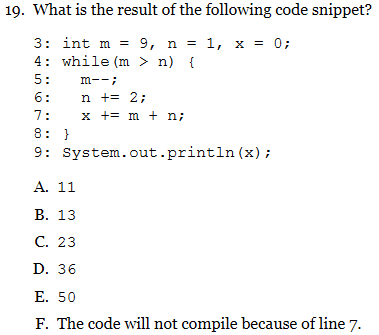 19. What is the result of the following code snippet?
3: int m = 9, n = 1, x = 0;
4: while(m > n) {
5:   m--;
6:   n += 2;
7:   x += m + n;
8: }
9: System.out.println(x);
A. 11
B. 13
C. 23
D. 36
E. 50
F. The code will not compile because of line 7.